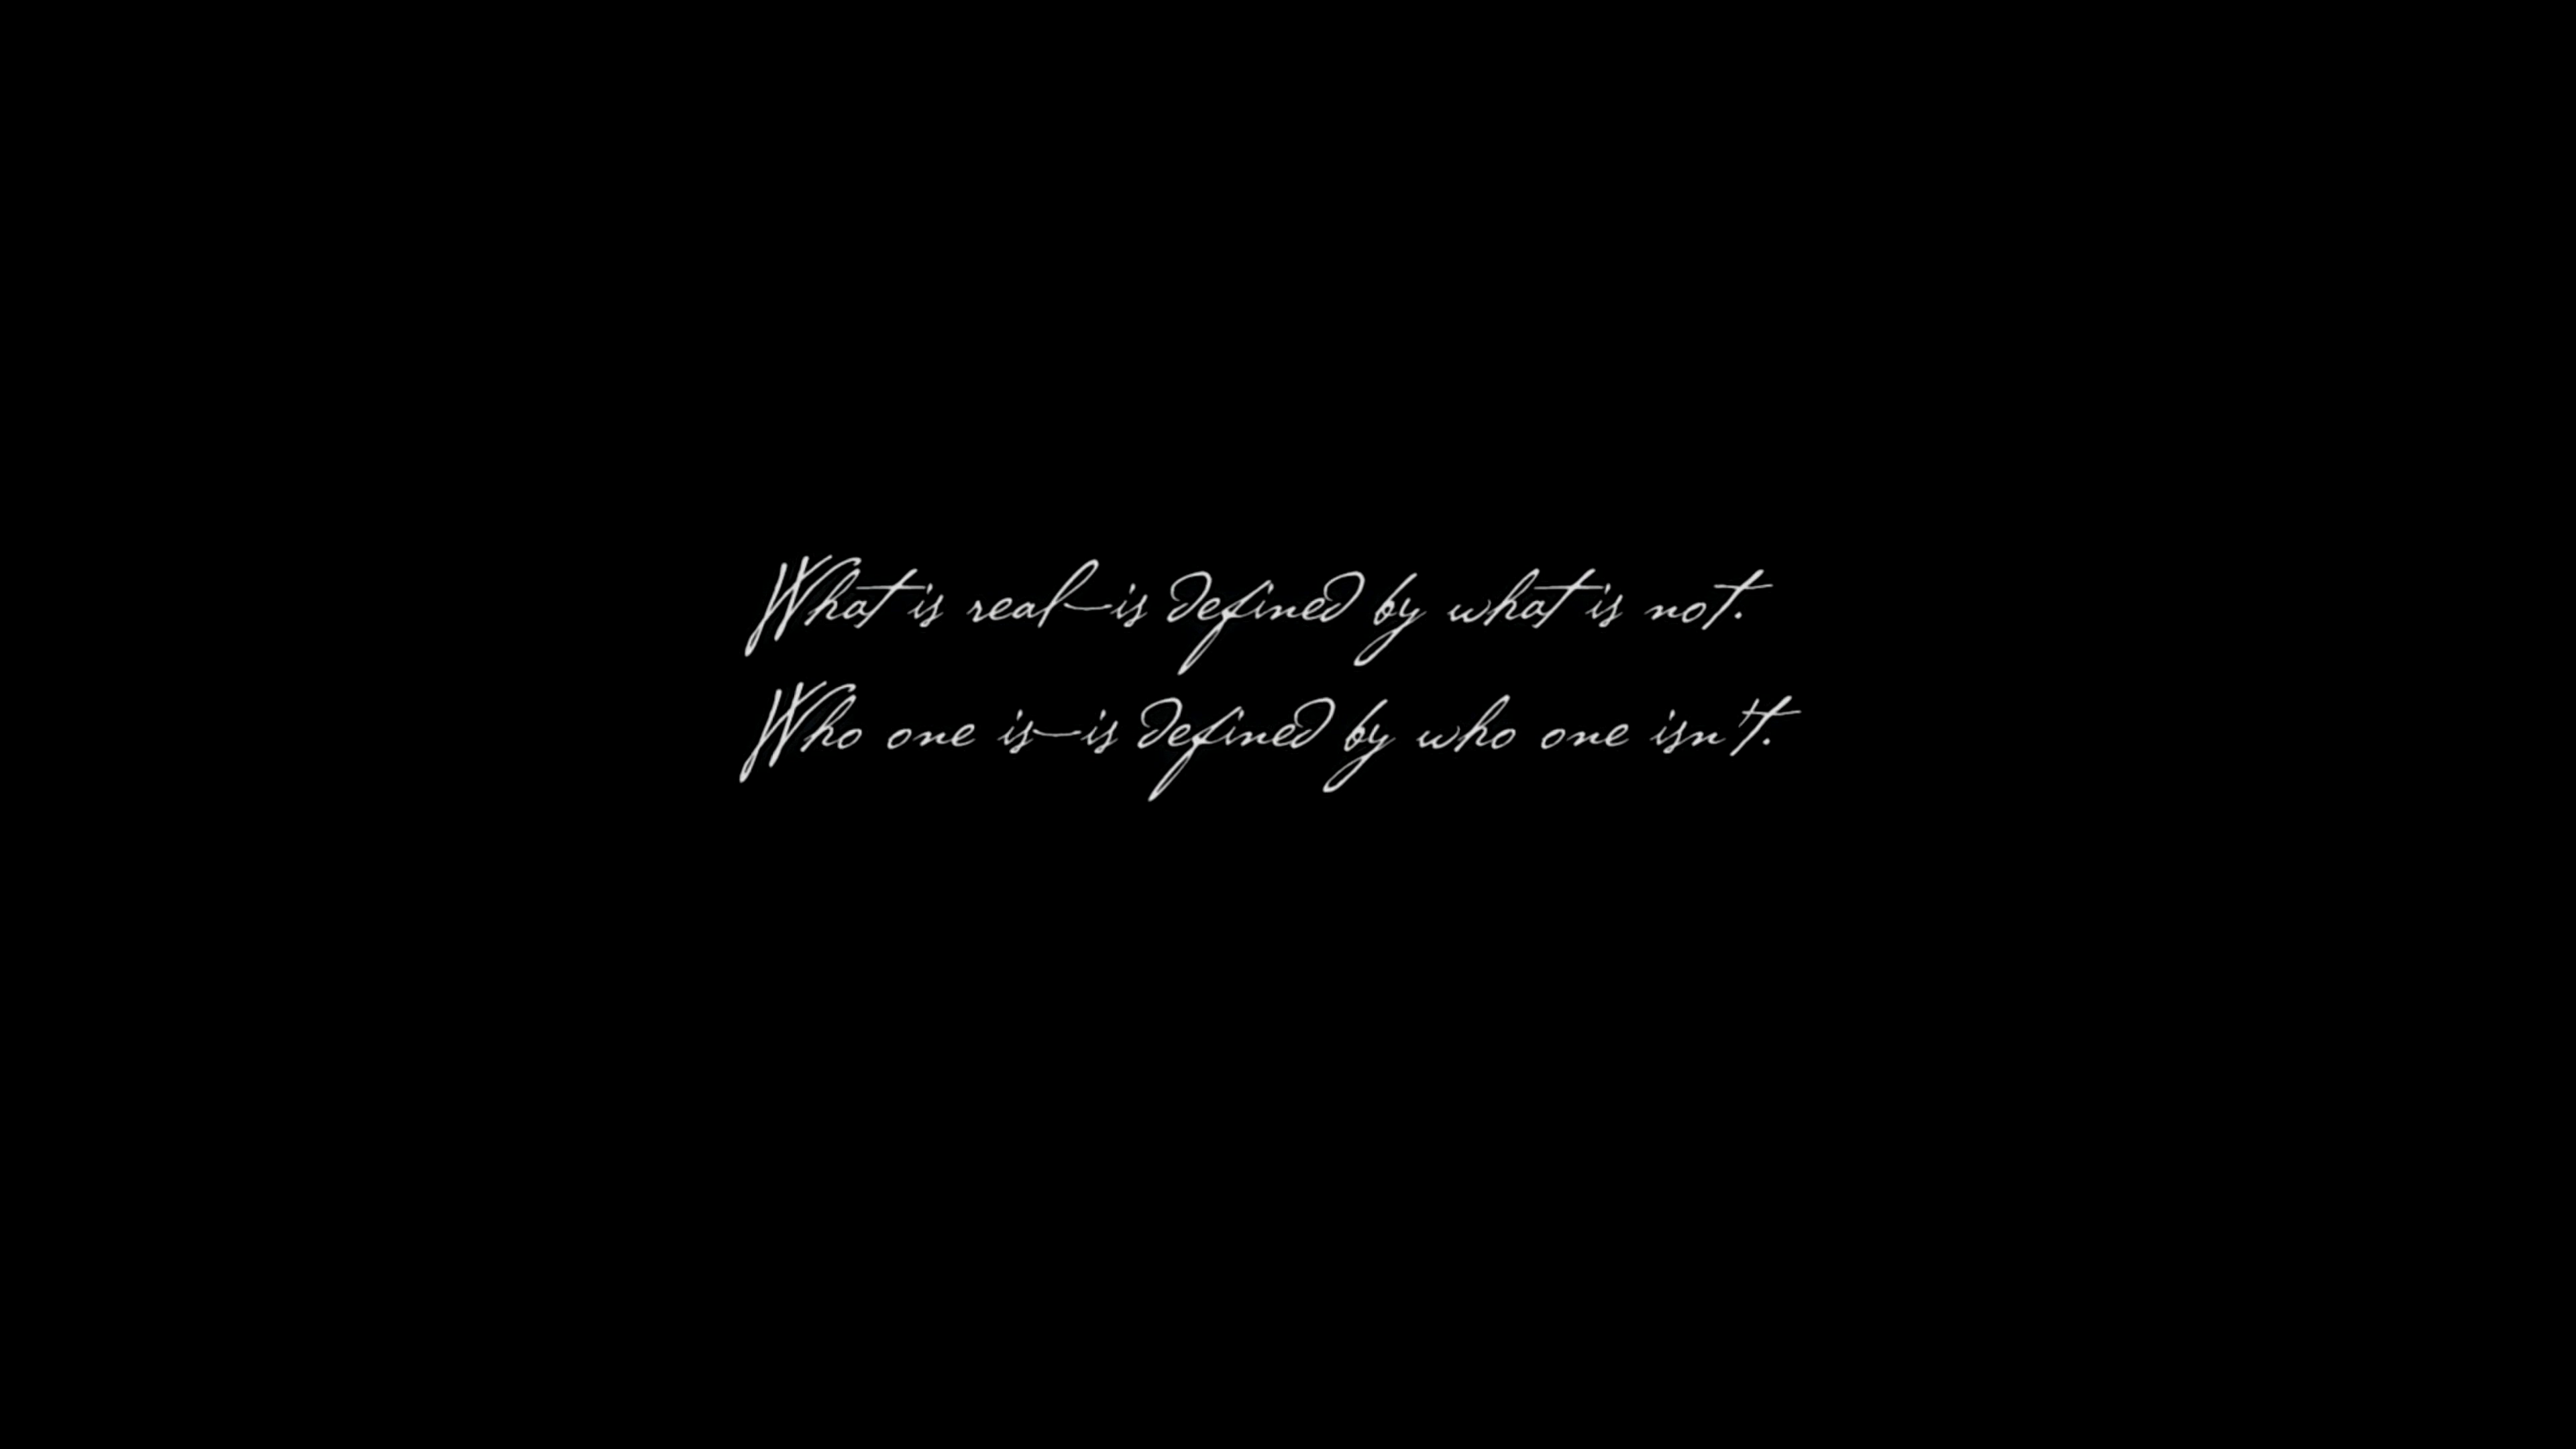 What is real—is defined by what is not.
Who one is—is defined by who one isn't.